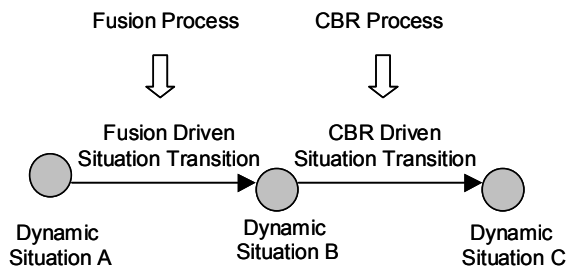 Fusion Process
CBR Process
Fusion Driven
Situation Transition
CBR Driven
Situation Transition
Dynamic
Situation A
Dynamic
Situation B
Dynamic
Situation C